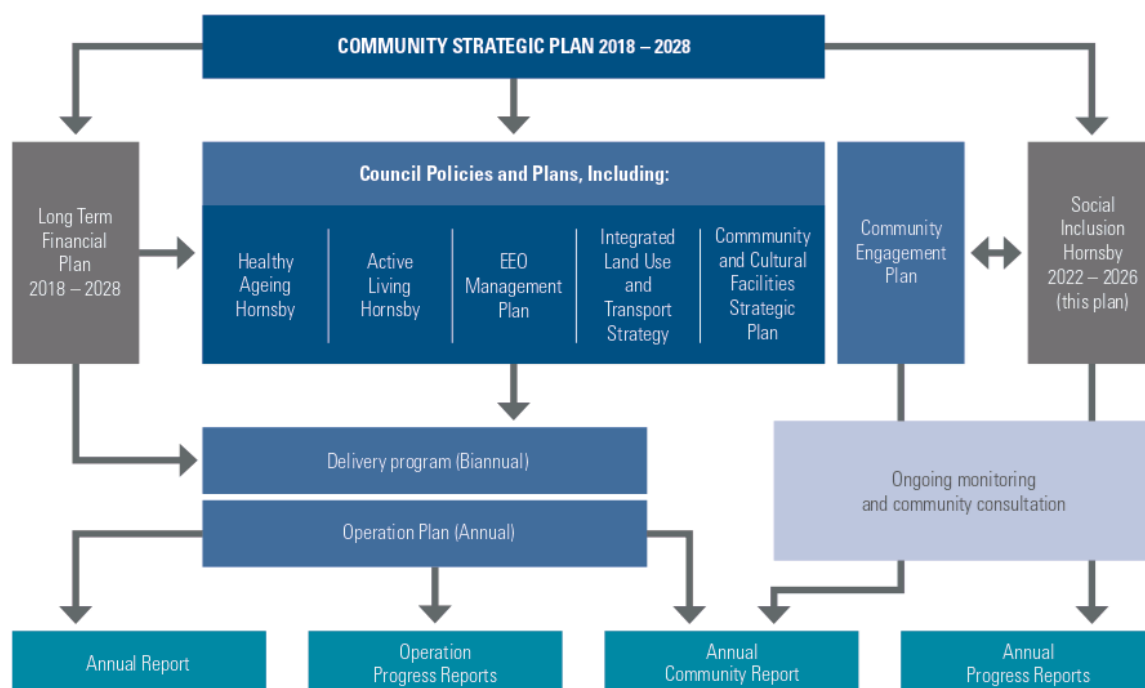 COMMUNITY STRATEGIC PLAN 2018 – 2028
Long Term
Financial
Plan
2018 – 2028
Council Policies and Plans, Including:
Healthy
Ageing
Hornsby
Active
Living
Hornsby
EEO
Management
Plan
Integrated
Land Use
and
Transport
Strategy
Commmunity
and Cultural
Facilities
Strategic
Plan
Community
Engagement
Plan
Social
Inclusion
Hornsby
2022 – 2026
(this plan)
Delivery program (Biannual)
Operation Plan (Annual)
Ongoing monitoring
and community consultation
Annual Report
Operation
Progress Reports
Annual
Community Report
Annual
Progress Reports